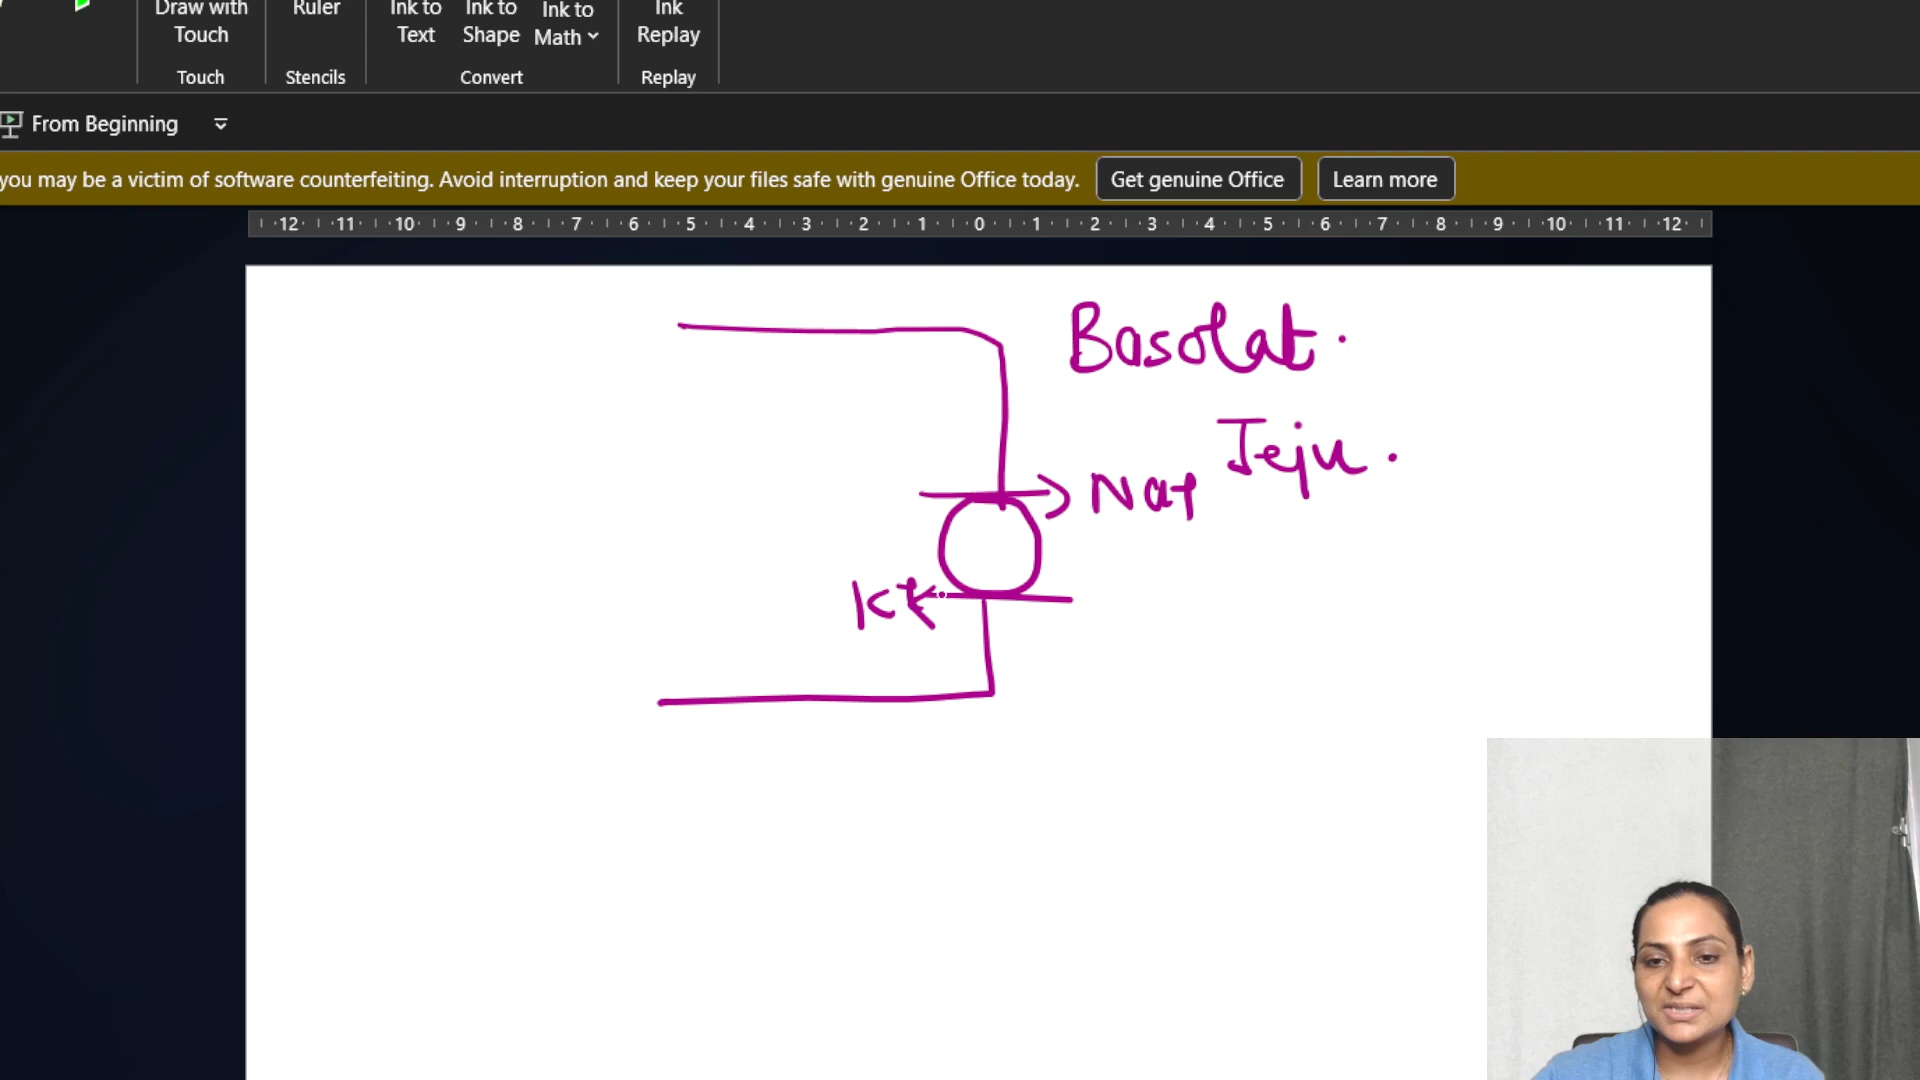 Draw with Touch
Ruler
Ink to Text
Ink to Shape
Ink to Math
Ink Replay
Touch
Stencils
Convert
Replay
From Beginning
you may be a victim of software counterfeiting. Avoid interruption and keep your files safe with genuine Office today.
Get genuine Office
Learn more
12 11 10 9 8 7 6 5 4 3 2 1 0 1 2 3 4 5 6 7 8 9 10 11 12
Basolat.
Jeju.
Na+
K+